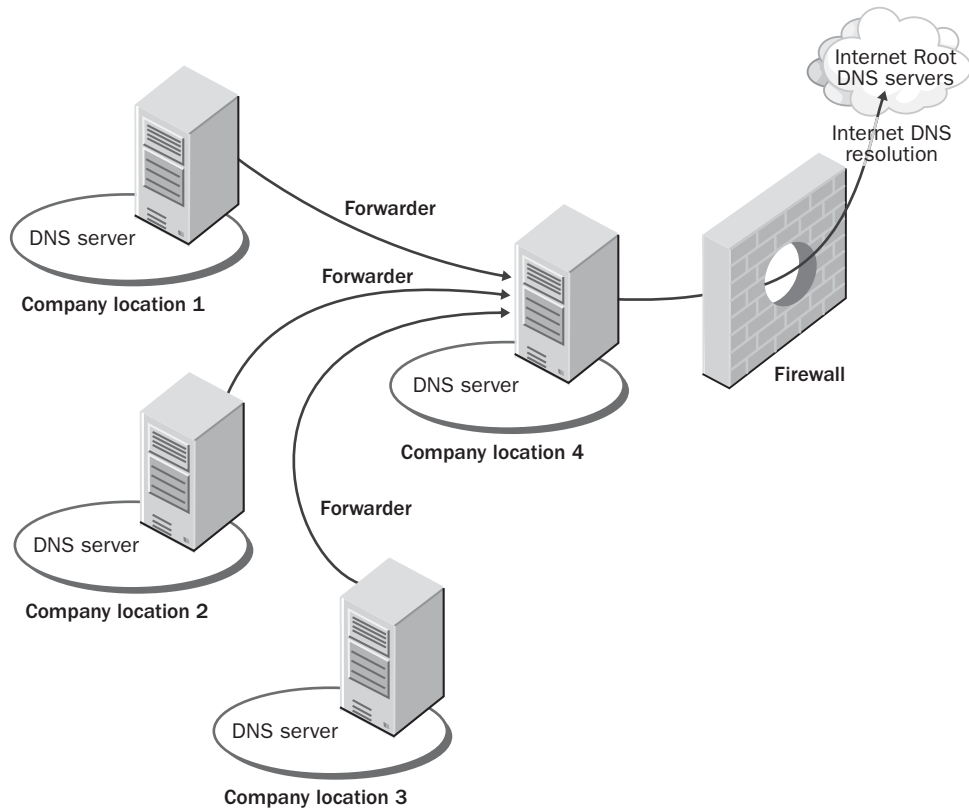 Internet Root
DNS servers
Internet DNS
resolution
Forwarder
DNS server
Company location 1
Forwarder
Firewall
DNS server
Company location 4
Forwarder
DNS server
Company location 2
DNS server
Company location 3